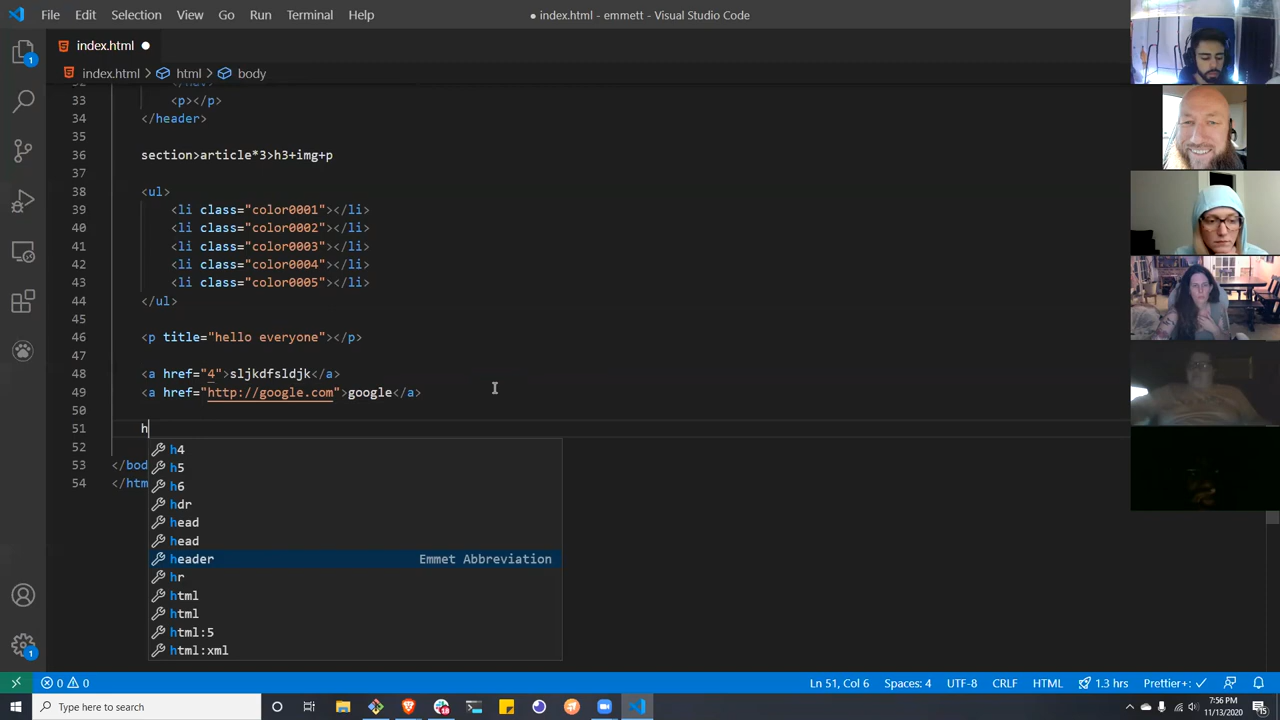 File Edit Selection View Go Run Terminal Help
● index.html - emmett - Visual Studio Code
index.html ●
index.html > html > body
33 <p></p>
34 </header>
35
36 section>article*3>h3+img+p
37
38 <ul>
39 <li class="color0001"></li>
40 <li class="color0002"></li>
41 <li class="color0003"></li>
42 <li class="color0004"></li>
43 <li class="color0005"></li>
44 </ul>
45
46 <p title="hello everyone"></p>
47
48 <a href="4">sljkdfsldjk</a>
49 <a href="http://google.com">google</a>
50
51 h
52
53 </bod
54 </htm
h4
h5
h6
hdr
head
head
header Emmet Abbreviation
hr
html
html
html:5
html:xml
1
1
0 0
Ln 51, Col 6 Spaces: 4 UTF-8 CRLF HTML 1.3 hrs Prettier+: ✓
Type here to search
7:56 PM
11/13/2020
15